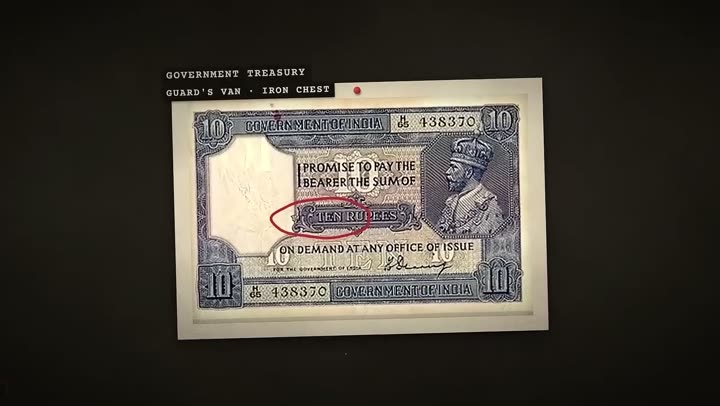 GOVERNMENT TREASURY
GUARD'S VAN · IRON CHEST
10 GOVERNMENT OF INDIA H/65 438370 10
I PROMISE TO PAY THE
BEARER THE SUM OF
TEN RUPEES
ON DEMAND AT ANY OFFICE OF ISSUE
10 10
FOR THE GOVERNMENT OF INDIA
10 H/65 438370 GOVERNMENT OF INDIA 10